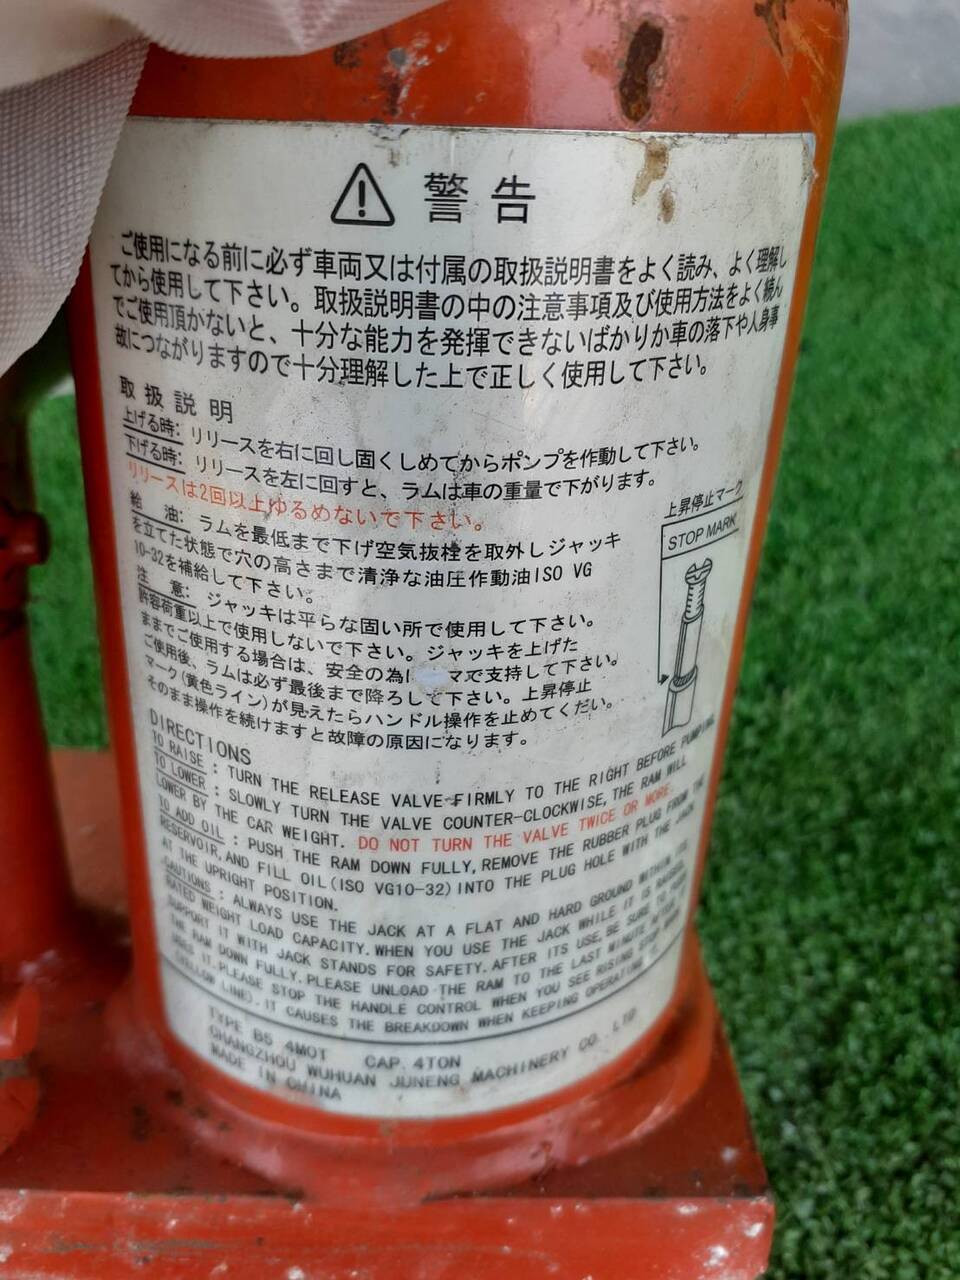 警告
ご使用になる前に必ず車両又は付属の取扱説明書をよく読み、よく理解し
てから使用して下さい。取扱説明書の中の注意事項及び使用方法をよく読ん
でご使用頂かないと、十分な能力を発揮できないばかりか車の落下や人身事
故につながりますので十分理解した上で正しく使用して下さい。
取扱説明
上げる時: リリースを右に回し固くしめてからポンプを作動して下さい。
下げる時: リリースを左に回すと、ラムは車の重量で下がります。
リリースは2回以上ゆるめないで下さい。
給油: ラムを最低まで下げ空気抜栓を取外しジャッキ
を立てた状態で穴の高さまで清浄な油圧作動油ISO VG
10-32を補給して下さい。
注意: ジャッキは平らな固い所で使用して下さい。
許容荷重以上で使用しないで下さい。ジャッキを上げた
ままでご使用する場合は、安全の為 マで支持して下さい。
ご使用後、ラムは必ず最後まで降ろして下さい。上昇停止
マーク(黄色ライン)が見えたらハンドル操作を止めてくだい。
そのまま操作を続けますと故障の原因になります。
上昇停止マーク
STOP MARK
DIRECTIONS
TO RAISE : TURN THE RELEASE VALVE FIRMLY TO THE RIGHT BEFORE PUMPING.
TO LOWER : SLOWLY TURN THE VALVE COUNTER-CLOCKWISE, THE RAM WILL
LOWER BY THE CAR WEIGHT. DO NOT TURN THE VALVE TWICE OR MORE.
TO ADD OIL : PUSH THE RAM DOWN FULLY, REMOVE THE RUBBER PLUG FROM THE
RESERVOIR, AND FILL OIL (ISO VG10-32) INTO THE PLUG HOLE WITH THE JACK
AT THE UPRIGHT POSITION.
CAUTIONS : ALWAYS USE THE JACK AT A FLAT AND HARD GROUND WITHIN THE
RATED WEIGHT LOAD CAPACITY. WHEN YOU USE THE JACK WHILE IT IS RAISED,
SUPPORT IT WITH JACK STANDS FOR SAFETY. AFTER ITS USE, BE SURE TO PUSH
THE RAM DOWN FULLY. PLEASE UNLOAD THE RAM TO THE LAST MINUTE AFTER
USES IT. PLEASE STOP THE HANDLE CONTROL WHEN YOU SEE RISING STOP MARK
(YELLOW LINE). IT CAUSES THE BREAKDOWN WHEN KEEPING OPERATING
TYPE BS 4MOT CAP. 4TON
CHANGZHOU WUHUAN JUNENG MACHINERY CO. LTD
MADE IN CHINA